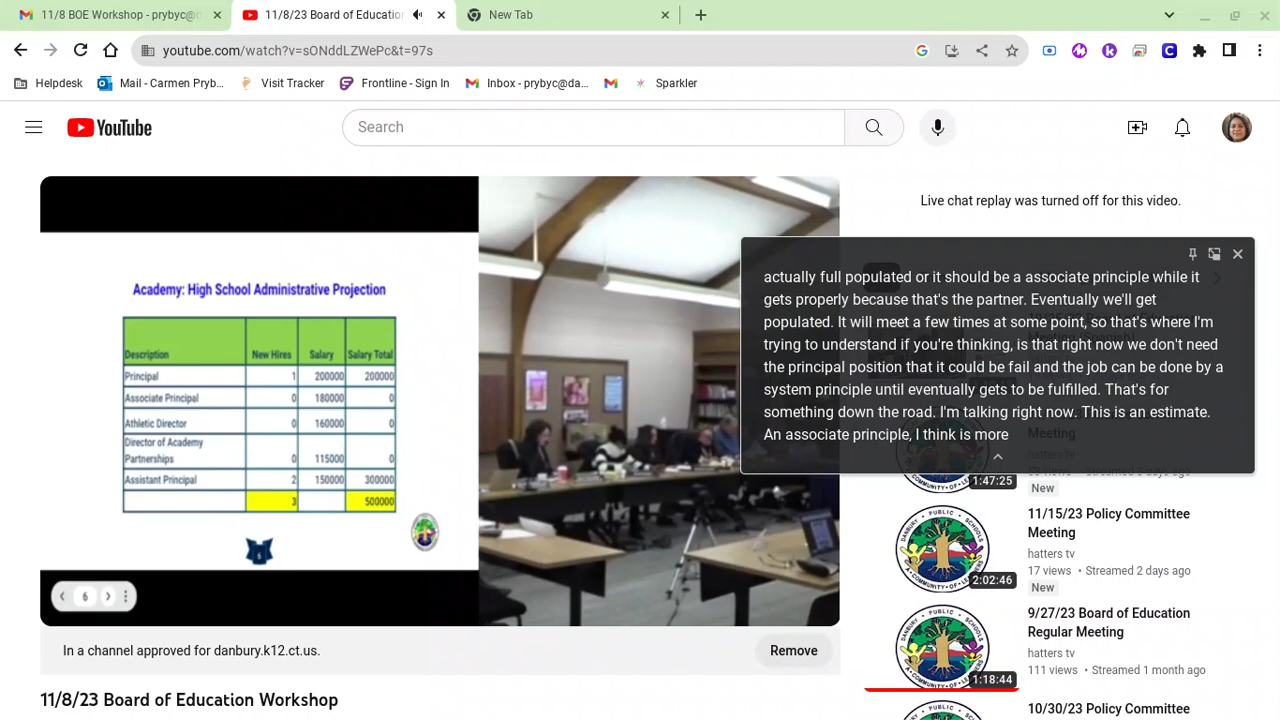 11/8 BOE Workshop - prybyc@
11/8/23 Board of Education
New Tab
youtube.com/watch?v=sONddLZWePc&t=97s
Helpdesk
Mail - Carmen Pryb...
Visit Tracker
Frontline - Sign In
Inbox - prybyc@da...
Sparkler
YouTube
Search
Live chat replay was turned off for this video.
actually full populated or it should be a associate principle while it
gets properly because that's the partner. Eventually we'll get
populated. It will meet a few times at some point, so that's where I'm
trying to understand if you're thinking, is that right now we don't need
the principal position that it could be fail and the job can be done by a
system principle until eventually gets to be fulfilled. That's for
something down the road. I'm talking right now. This is an estimate.
An associate principle, I think is more
Academy: High School Administrative Projection
Description New Hires Salary Salary Total
Principal 1 200000 200000
Associate Principal 0 180000 0
Athletic Director 0 160000 0
Director of Academy
Partnerships 0 115000 0
Assistant Principal 2 150000 300000
3 500000
6
In a channel approved for danbury.k12.ct.us.
Remove
11/8/23 Board of Education Workshop
Meeting
hatters tv
1:47:25
New
11/15/23 Policy Committee
Meeting
hatters tv
17 views • Streamed 2 days ago
2:02:46
New
9/27/23 Board of Education
Regular Meeting
hatters tv
111 views • Streamed 1 month ago
1:18:44
10/30/23 Board of Education